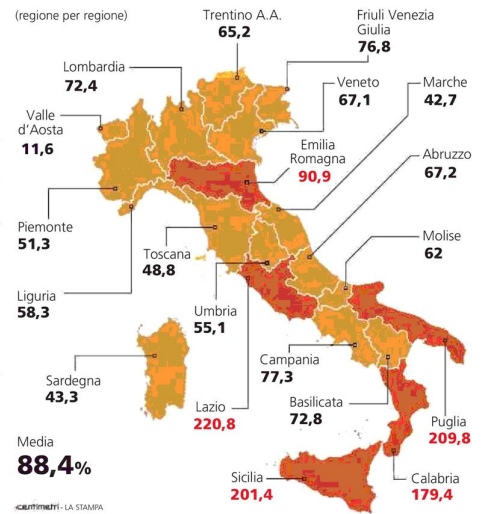 (regione per regione)
Trentino A.A.
65,2
Friuli Venezia
Giulia
76,8
Lombardia
72,4
Veneto
67,1
Marche
42,7
Valle
d'Aosta
11,6
Emilia
Romagna
90,9
Abruzzo
67,2
Piemonte
51,3
Toscana
48,8
Molise
62
Liguria
58,3
Umbria
55,1
Campania
77,3
Sardegna
43,3
Lazio
220,8
Basilicata
72,8
Puglia
209,8
Media
88,4%
Sicilia
201,4
Calabria
179,4
centimetri - LA STAMPA